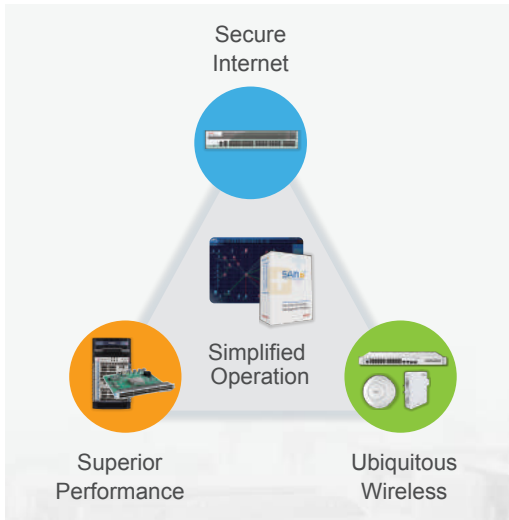 Secure
Internet
Simplified
Operation
Superior
Performance
Ubiquitous
Wireless